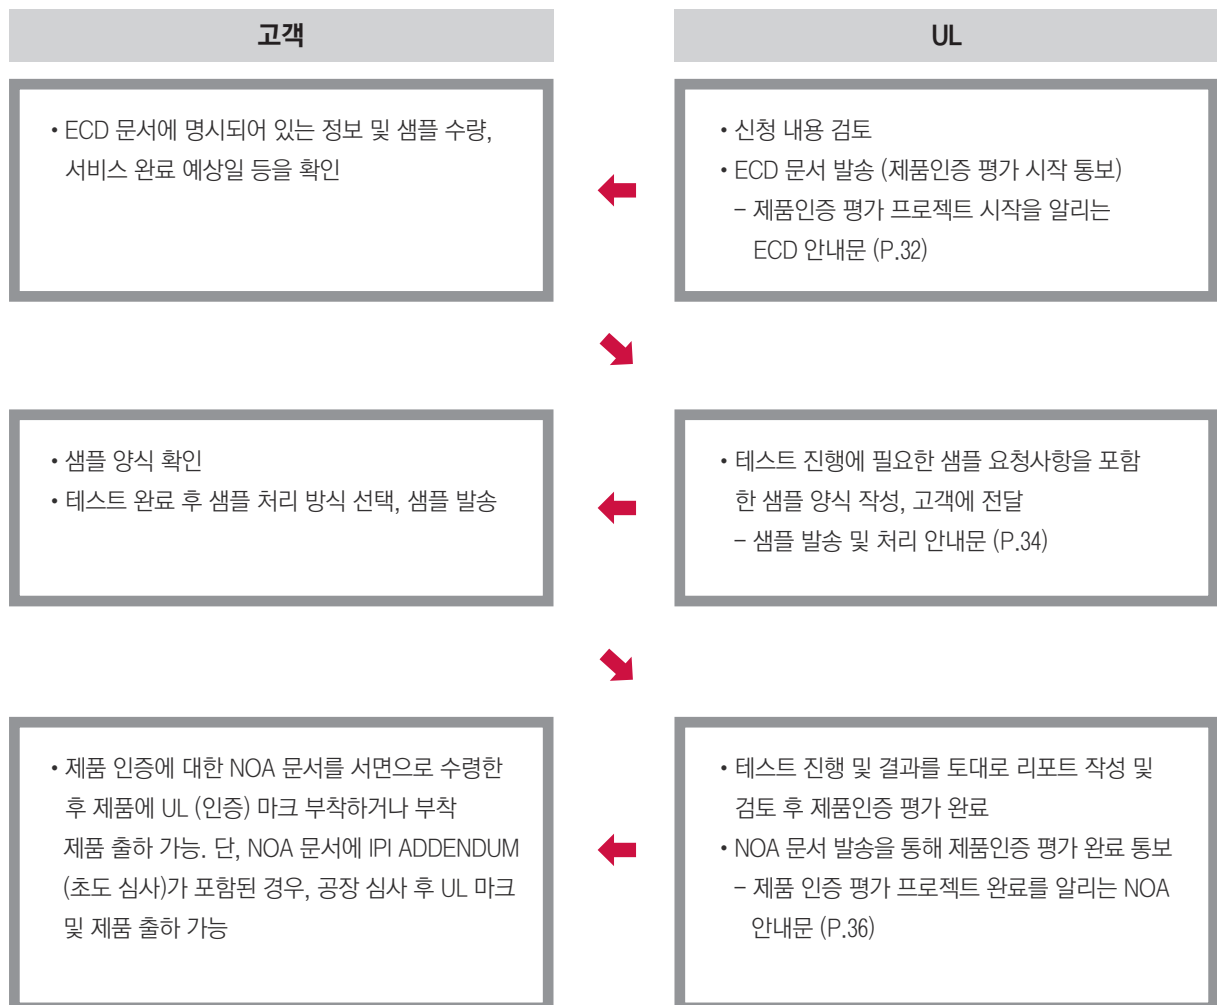 고객
UL
• ECD 문서에 명시되어 있는 정보 및 샘플 수량,
서비스 완료 예상일 등을 확인
• 신청 내용 검토
• ECD 문서 발송 (제품인증 평가 시작 통보)
– 제품인증 평가 프로젝트 시작을 알리는
ECD 안내문 (P.32)
• 샘플 양식 확인
• 테스트 완료 후 샘플 처리 방식 선택, 샘플 발송
• 테스트 진행에 필요한 샘플 요청사항을 포함
한 샘플 양식 작성, 고객에 전달
– 샘플 발송 및 처리 안내문 (P.34)
• 제품 인증에 대한 NOA 문서를 서면으로 수령한
후 제품에 UL (인증) 마크 부착하거나 부착
제품 출하 가능. 단, NOA 문서에 IPI ADDENDUM
(초도 심사)가 포함된 경우, 공장 심사 후 UL 마크
및 제품 출하 가능
• 테스트 진행 및 결과를 토대로 리포트 작성 및
검토 후 제품인증 평가 완료
• NOA 문서 발송을 통해 제품인증 평가 완료 통보
– 제품 인증 평가 프로젝트 완료를 알리는 NOA
안내문 (P.36)